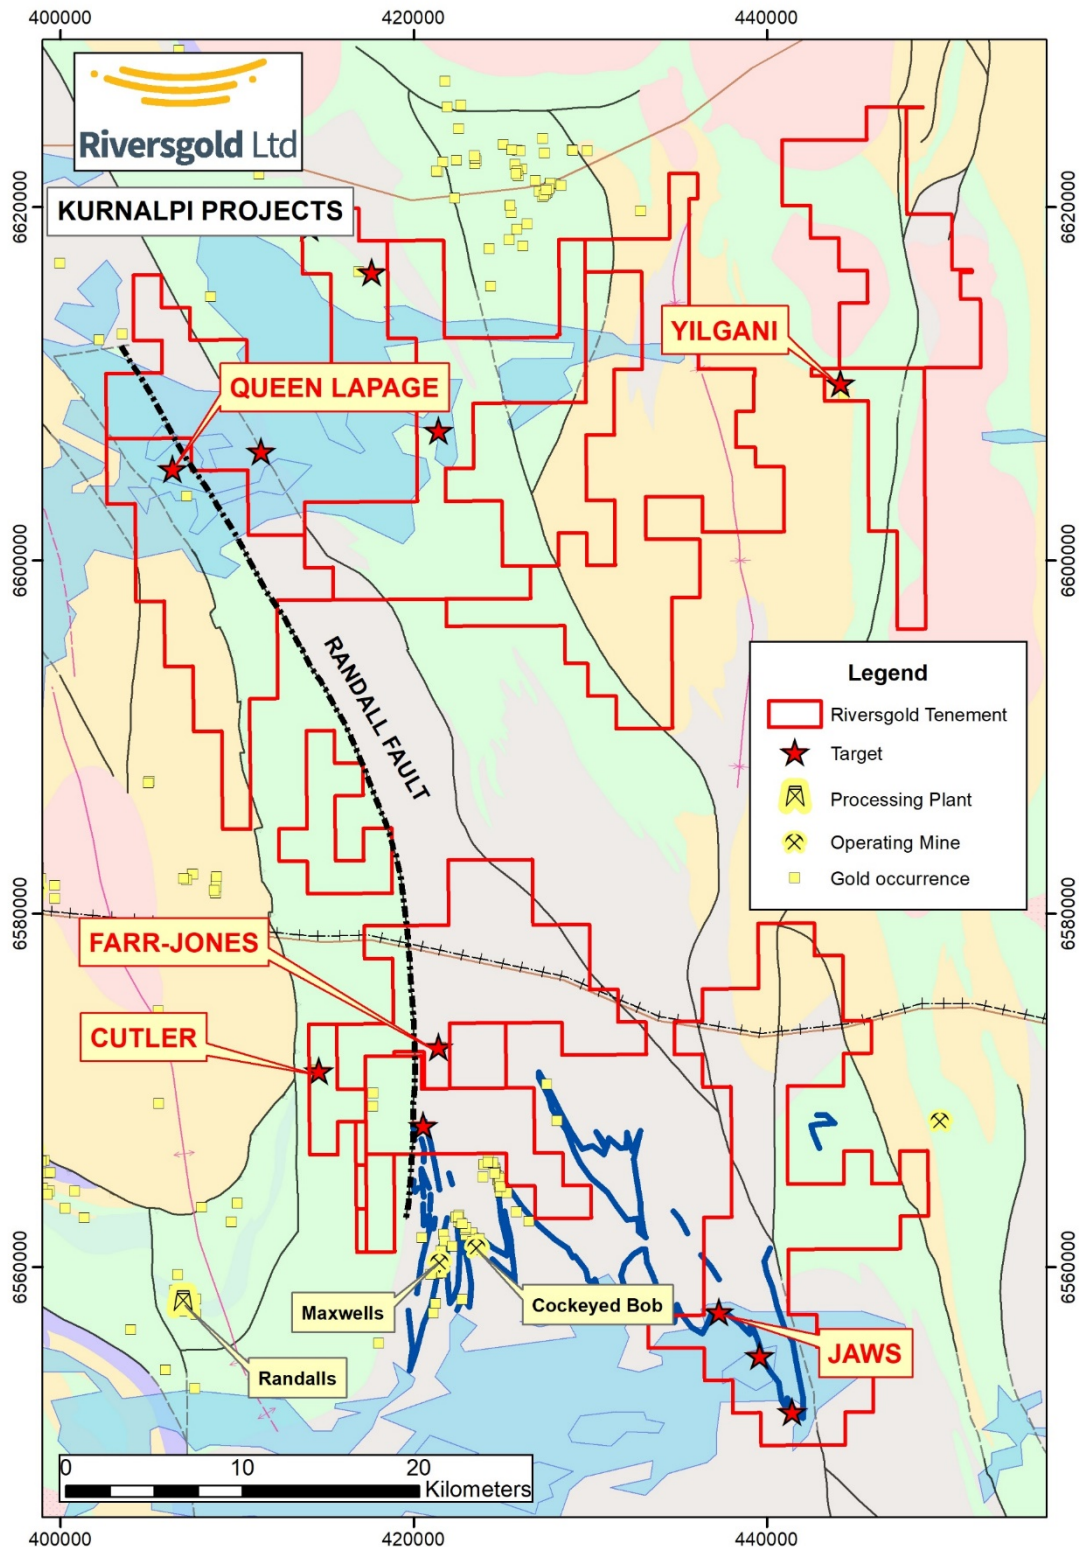 400000
420000
440000
Riversgold Ltd
KURNALPI PROJECTS
6620000
6620000
YILGANI
QUEEN LAPAGE
6600000
6600000
RANDALL FAULT
Legend
Riversgold Tenement
Target
Processing Plant
Operating Mine
Gold occurrence
6580000
6580000
FARR-JONES
CUTLER
6560000
6560000
Maxwells
Cockeyed Bob
JAWS
Randalls
0
10
20
Kilometers
400000
420000
440000